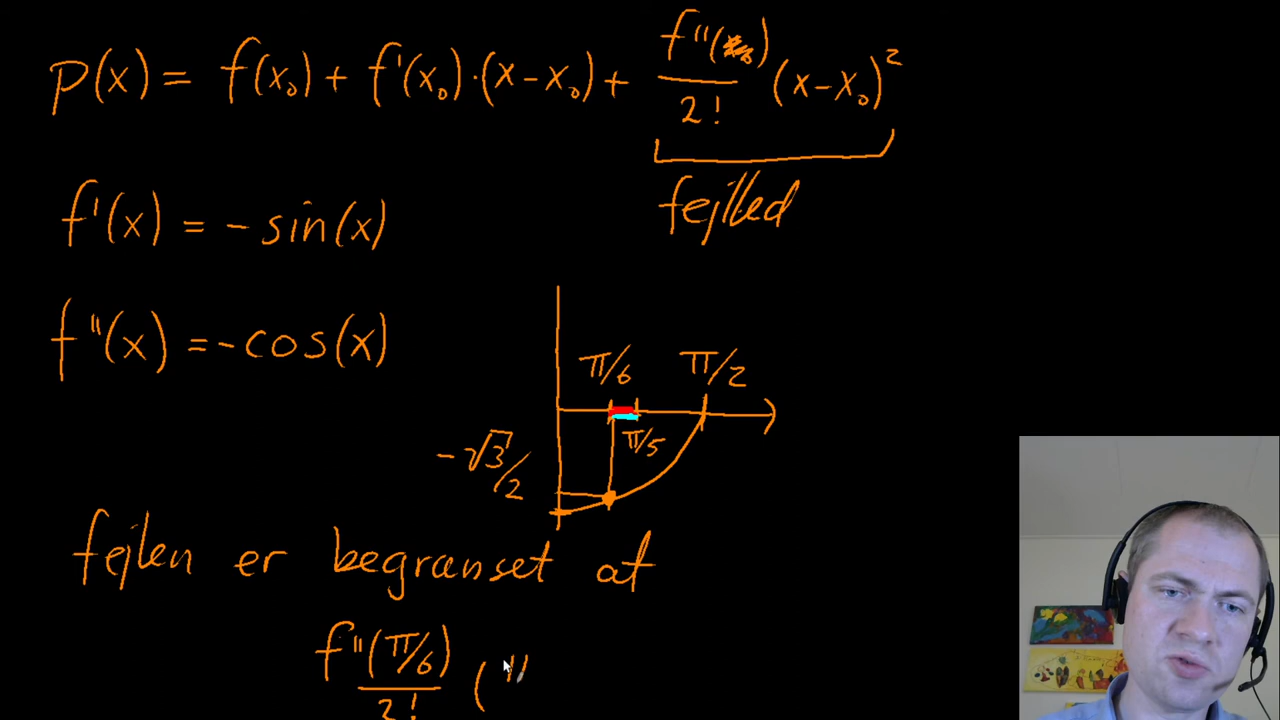 p(x) = f(x₀) + f'(x₀)·(x-x₀) + f''( )/2! (x-x₀)²
fejlled
f'(x) = -sin(x)
f''(x) = -cos(x)
π/6 π/2
π/5
-√3/2
fejlen er begrænset af
f''(π/6)/2! (